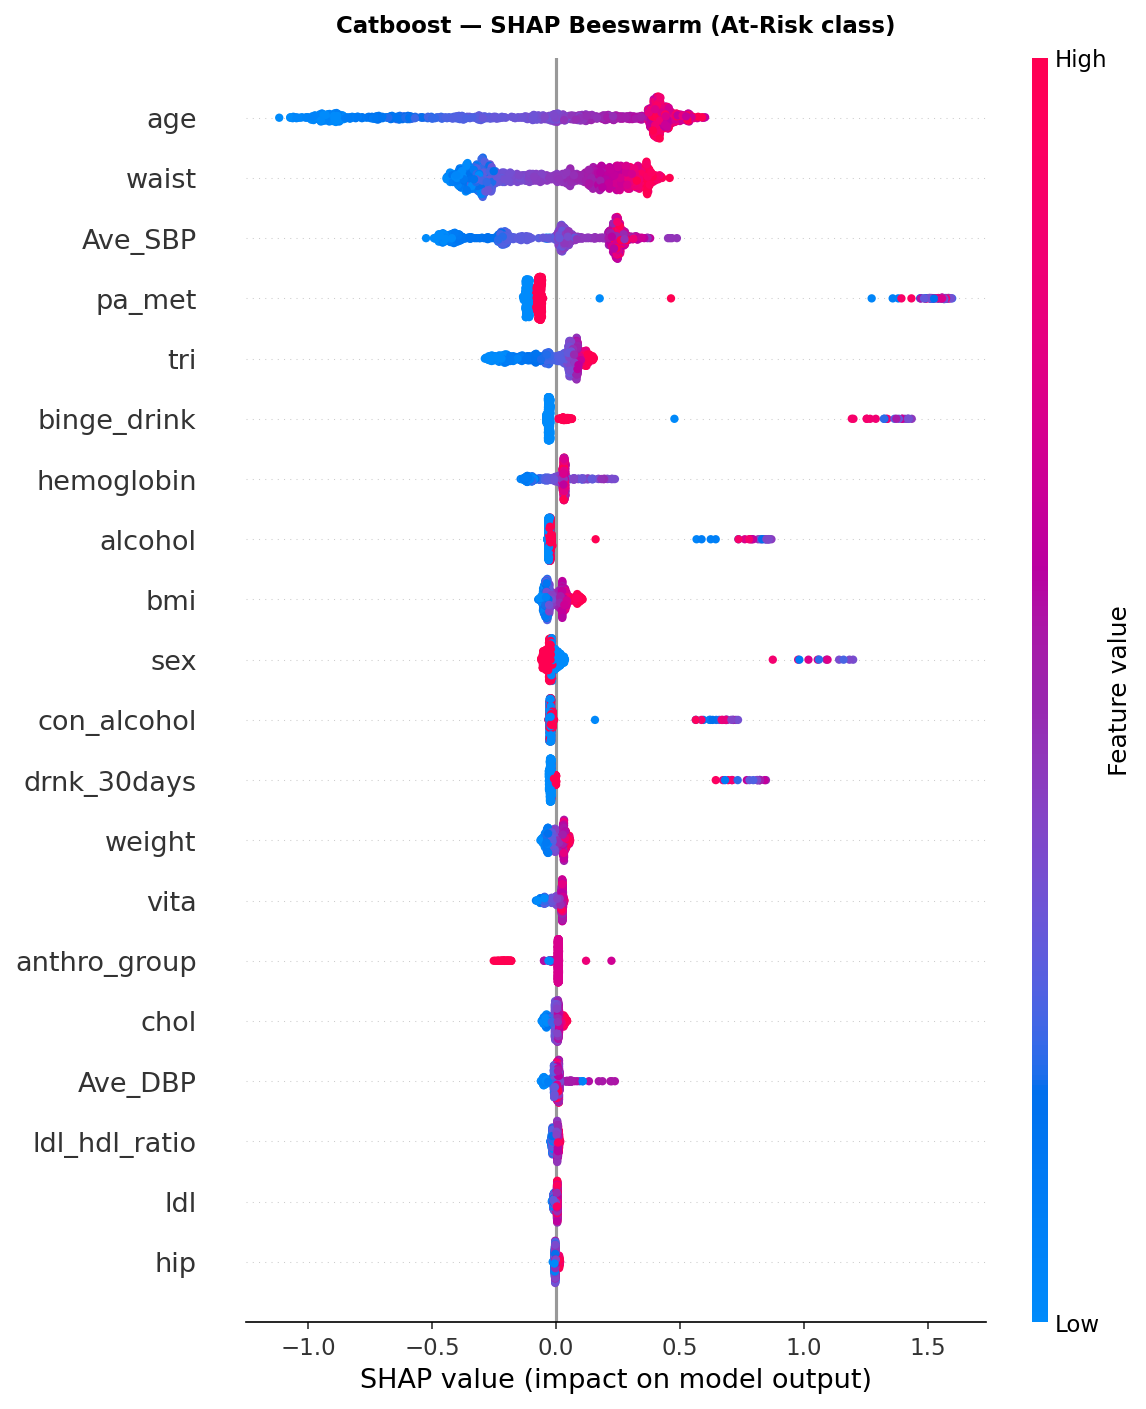 Catboost — SHAP Beeswarm (At-Risk class)
High
age
waist
Ave_SBP
pa_met
tri
binge_drink
hemoglobin
alcohol
bmi
sex
con_alcohol
drnk_30days
weight
vita
anthro_group
chol
Ave_DBP
ldl_hdl_ratio
ldl
hip
Feature value
Low
−1.0 −0.5 0.0 0.5 1.0 1.5
SHAP value (impact on model output)